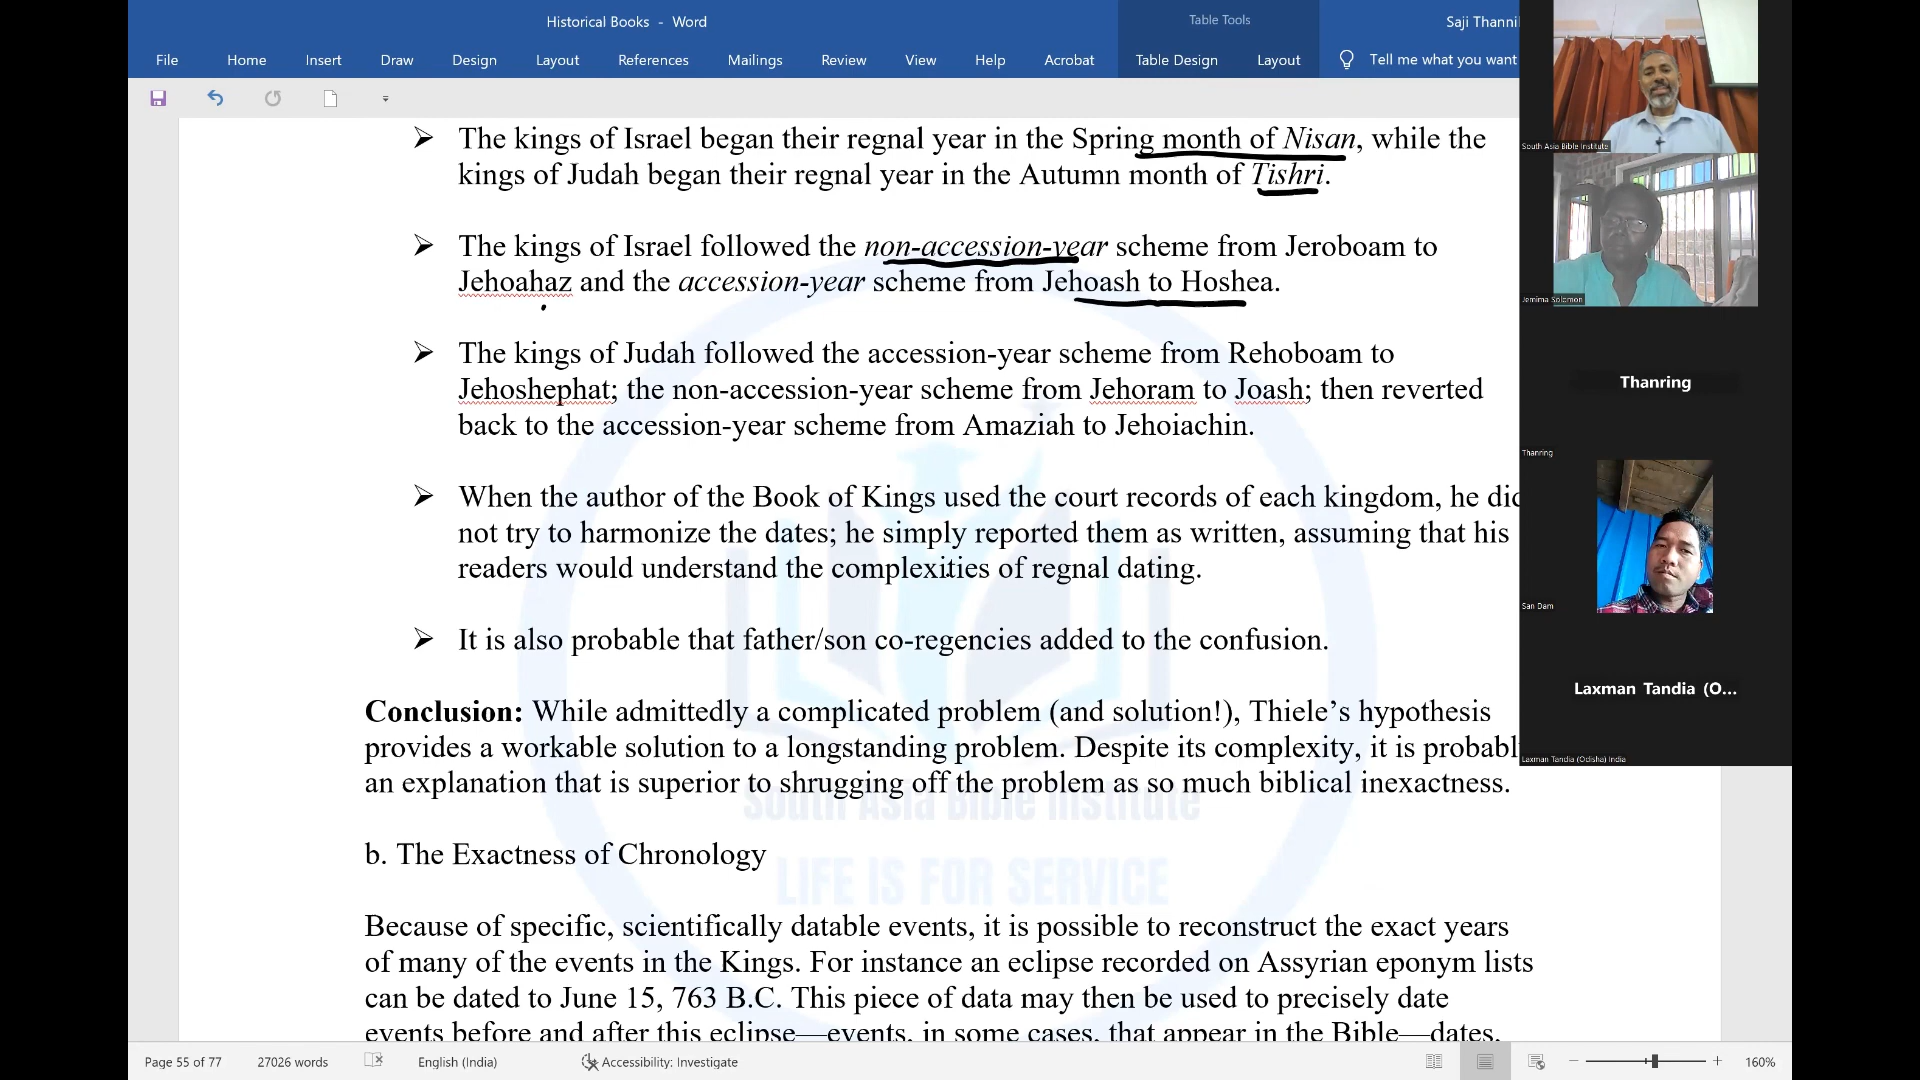 Historical Books - Word
Table Tools
Saji Thanni
File Home Insert Draw Design Layout References Mailings Review View Help Acrobat Table Design Layout Tell me what you want
The kings of Israel began their regnal year in the Spring month of Nisan, while the
kings of Judah began their regnal year in the Autumn month of Tishri.
The kings of Israel followed the non-accession-year scheme from Jeroboam to
Jehoahaz and the accession-year scheme from Jehoash to Hoshea.
The kings of Judah followed the accession-year scheme from Rehoboam to
Jehoshephat; the non-accession-year scheme from Jehoram to Joash; then reverted
back to the accession-year scheme from Amaziah to Jehoiachin.
When the author of the Book of Kings used the court records of each kingdom, he did
not try to harmonize the dates; he simply reported them as written, assuming that his
readers would understand the complexities of regnal dating.
It is also probable that father/son co-regencies added to the confusion.
Conclusion: While admittedly a complicated problem (and solution!), Thiele’s hypothesis
provides a workable solution to a longstanding problem. Despite its complexity, it is probabl
an explanation that is superior to shrugging off the problem as so much biblical inexactness.
South Asia Bible Institute
b. The Exactness of Chronology
LIFE IS FOR SERVICE
Because of specific, scientifically datable events, it is possible to reconstruct the exact years
of many of the events in the Kings. For instance an eclipse recorded on Assyrian eponym lists
can be dated to June 15, 763 B.C. This piece of data may then be used to precisely date
events before and after this eclipse—events, in some cases, that appear in the Bible—dates,
Page 55 of 77 27026 words English (India) Accessibility: Investigate 160%
South Asia Bible Institute
Jemima Solomon
Thanring
Thanring
San Dam
Laxman Tandia (O...
Laxman Tandia (Odisha) India